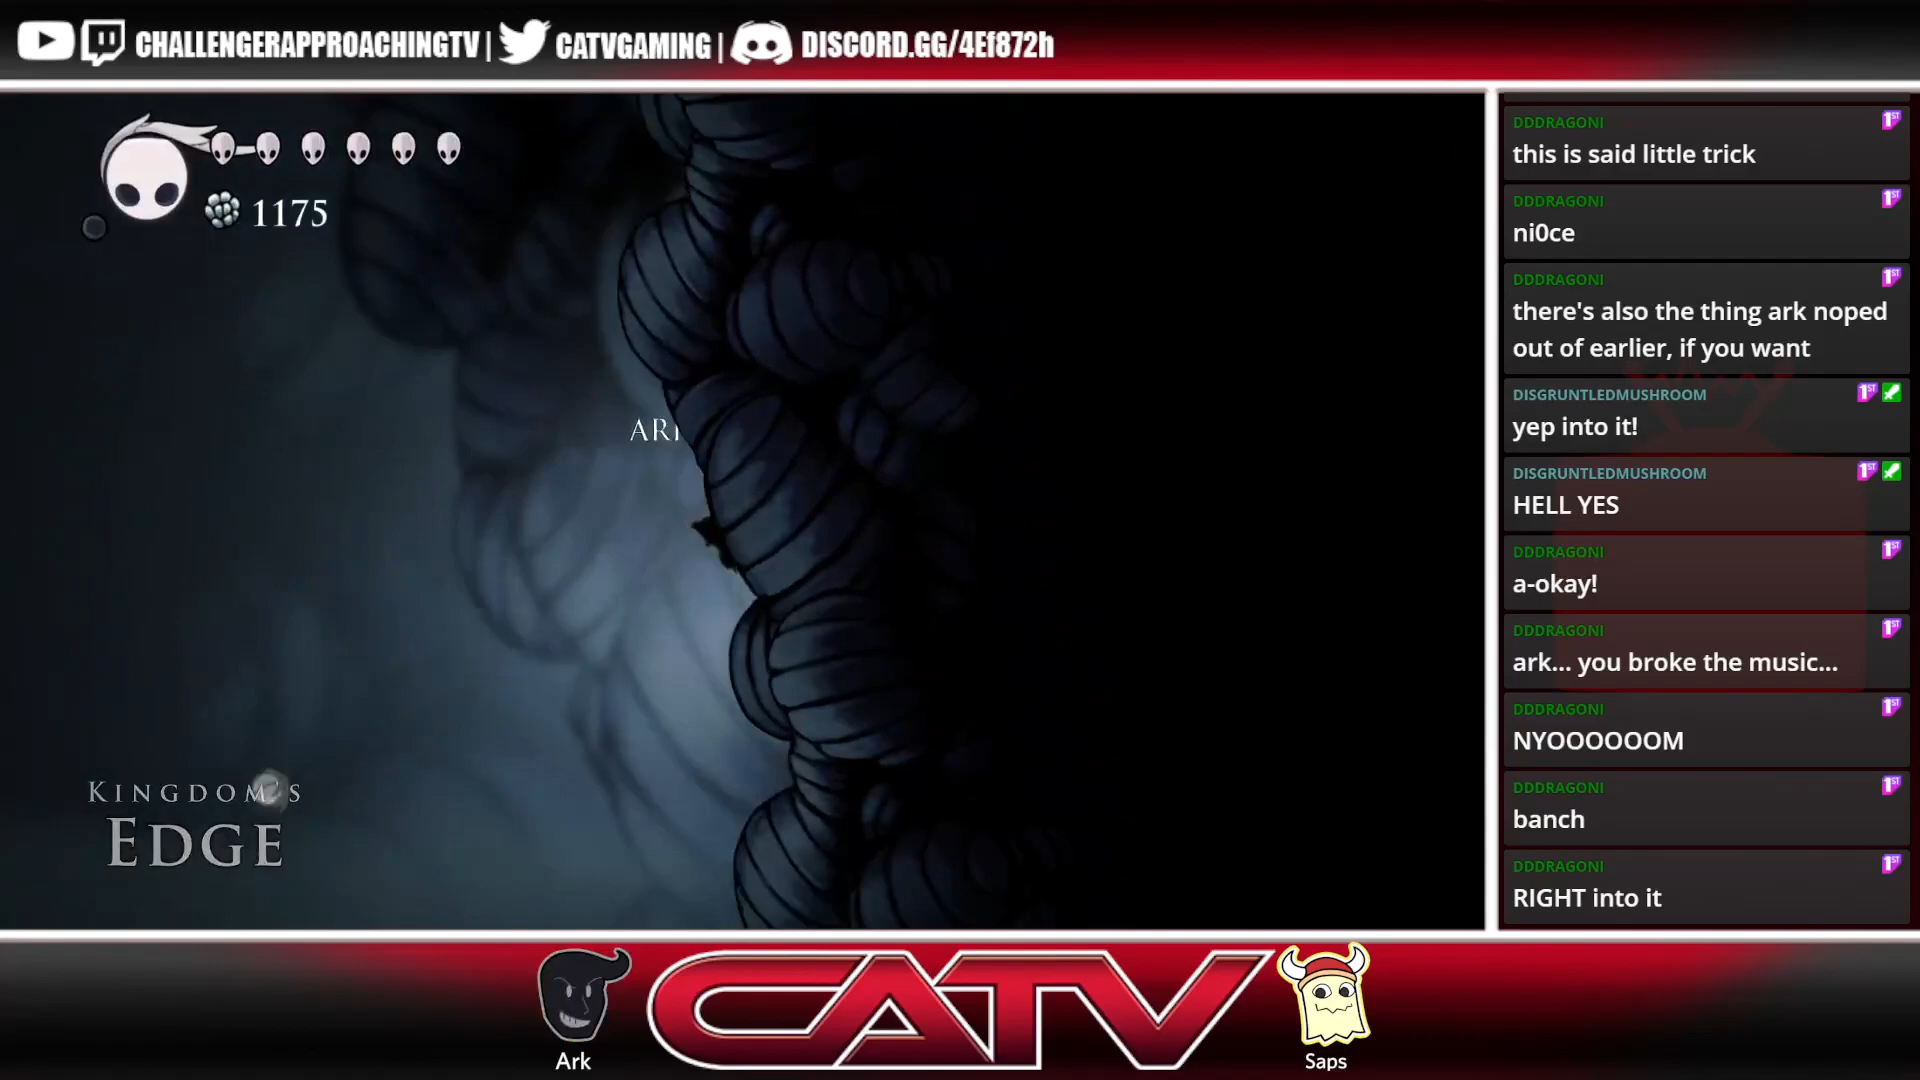 CHALLENGERAPPROACHINGTV | CATVGAMING | DISCORD.GG/4Ef872h
1175
KINGDOM'S
EDGE
DDDRAGONI
this is said little trick
DDDRAGONI
ni0ce
DDDRAGONI
there's also the thing ark noped
out of earlier, if you want
DISGRUNTLEDMUSHROOM
yep into it!
DISGRUNTLEDMUSHROOM
HELL YES
DDDRAGONI
a-okay!
DDDRAGONI
ark... you broke the music...
DDDRAGONI
NYOOOOOOM
DDDRAGONI
banch
DDDRAGONI
RIGHT into it
CATV
Ark
Saps